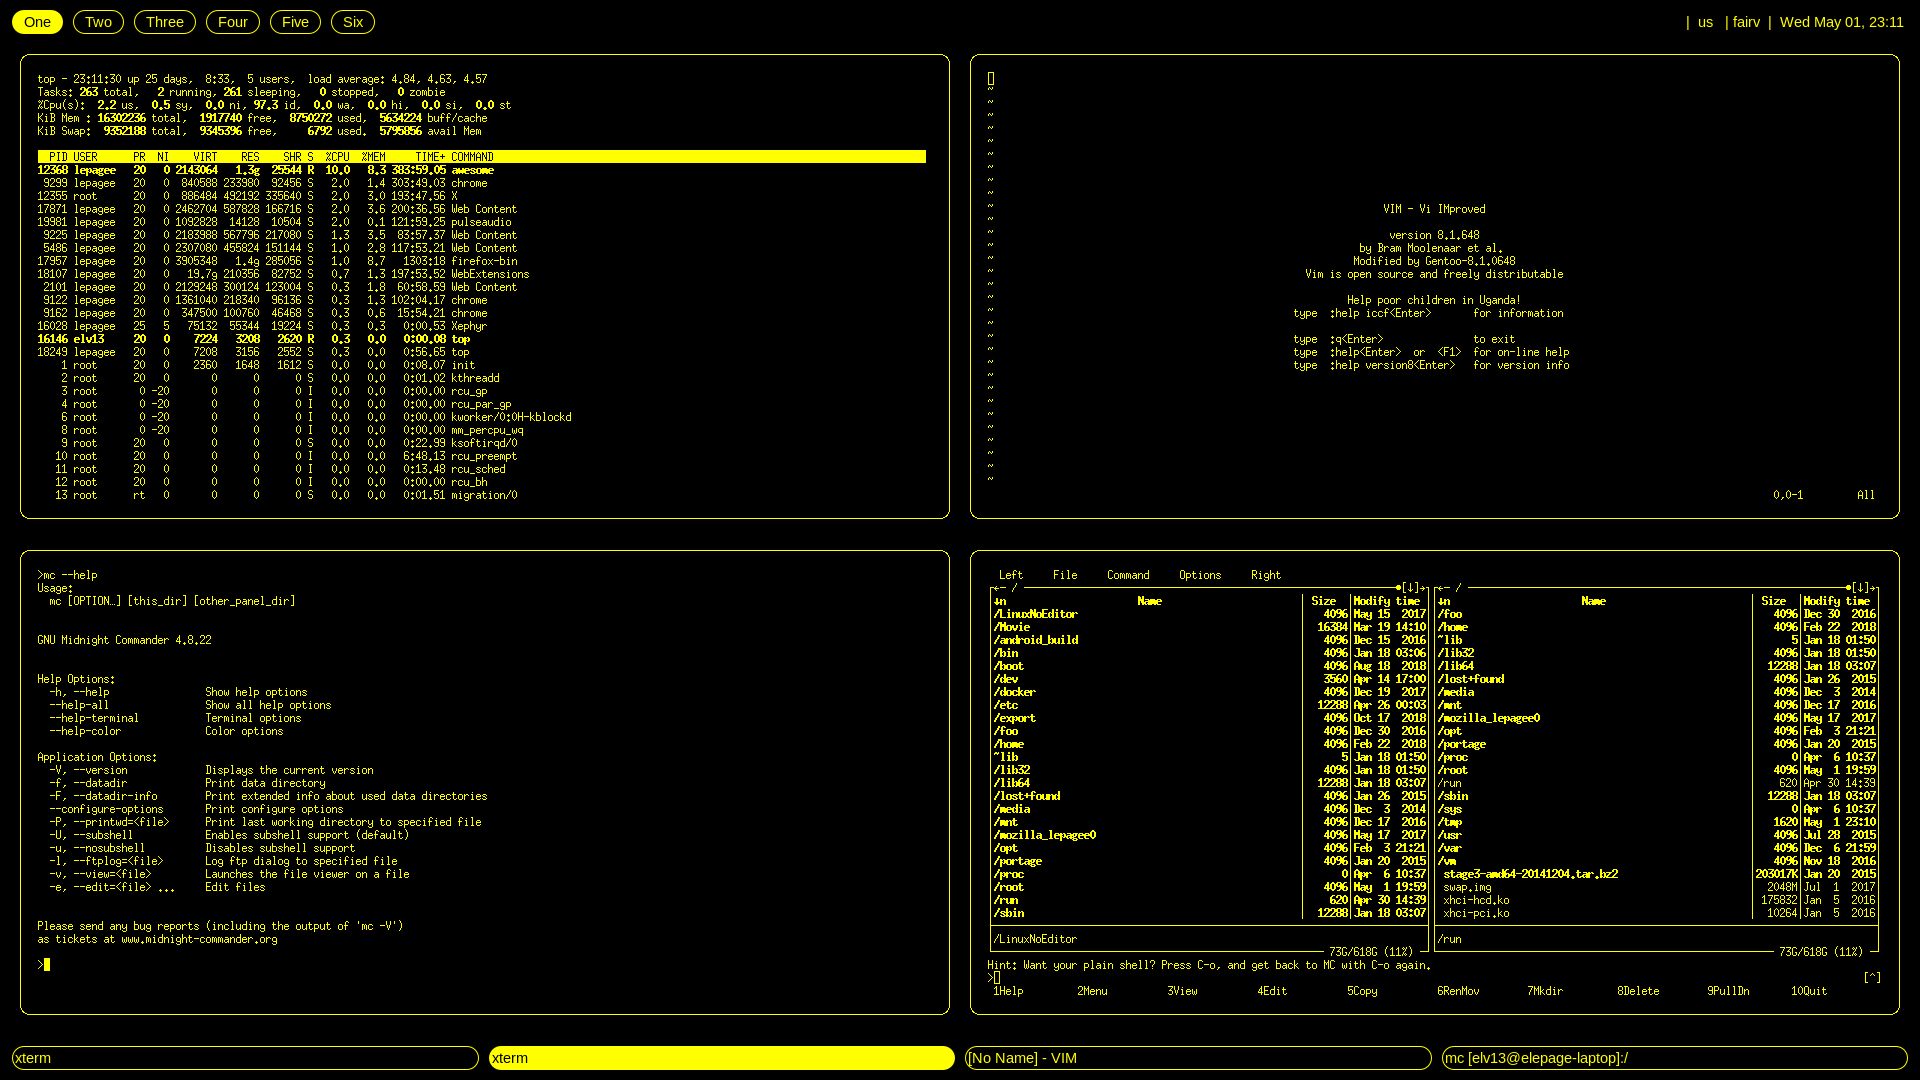 One Two Three Four Five Six | us | fairv | Wed May 01, 23:11
top - 23:11:30 up 25 days,  8:33,  5 users,  load average: 4.84, 4.63, 4.57
Tasks: 263 total,   2 running, 261 sleeping,   0 stopped,   0 zombie
%Cpu(s):  2.2 us,  0.5 sy,  0.0 ni, 97.3 id,  0.0 wa,  0.0 hi,  0.0 si,  0.0 st
KiB Mem : 16302236 total,  1917740 free,  8750272 used,  5634224 buff/cache
KiB Swap:  9352188 total,  9345396 free,     6792 used.  5795856 avail Mem
PID USER PR NI VIRT RES SHR S %CPU %MEM TIME+ COMMAND
12368 lepagee 20 0 2143064 1.3g 25544 R 10.0 8.3 383:59.05 awesome
9299 lepagee 20 0 840588 233980 92456 S 2.0 1.4 303:49.03 chrome
12355 root 20 0 886484 492192 335640 S 2.0 3.0 193:47.56 X
17871 lepagee 20 0 2462704 587828 166716 S 2.0 3.6 200:36.56 Web Content
19981 lepagee 20 0 1092828 14128 10504 S 2.0 0.1 121:59.25 pulseaudio
9225 lepagee 20 0 2183988 567796 217080 S 1.3 3.5 83:57.37 Web Content
5486 lepagee 20 0 2307080 455824 151144 S 1.0 2.8 117:53.21 Web Content
17957 lepagee 20 0 3905348 1.4g 285056 S 1.0 8.7 1303:18 firefox-bin
18107 lepagee 20 0 19.7g 210356 82752 S 0.7 1.3 197:53.52 WebExtensions
2101 lepagee 20 0 2129248 300124 123004 S 0.3 1.8 60:58.59 Web Content
9122 lepagee 20 0 1361040 218340 96136 S 0.3 1.3 102:04.17 chrome
9162 lepagee 20 0 347500 100760 46468 S 0.3 0.6 15:54.21 chrome
16028 lepagee 25 5 75132 55344 19224 S 0.3 0.3 0:00.53 Xephyr
16146 elv13 20 0 7224 3208 2620 R 0.3 0.0 0:00.08 top
18249 lepagee 20 0 7208 3156 2552 S 0.3 0.0 0:56.65 top
1 root 20 0 2360 1648 1612 S 0.0 0.0 0:08.07 init
2 root 20 0 0 0 0 S 0.0 0.0 0:01.02 kthreadd
3 root 0 -20 0 0 0 I 0.0 0.0 0:00.00 rcu_gp
4 root 0 -20 0 0 0 I 0.0 0.0 0:00.00 rcu_par_gp
6 root 0 -20 0 0 0 I 0.0 0.0 0:00.00 kworker/0:0H-kblockd
8 root 0 -20 0 0 0 I 0.0 0.0 0:00.00 mm_percpu_wq
9 root 20 0 0 0 0 S 0.0 0.0 0:22.99 ksoftirqd/0
10 root 20 0 0 0 0 I 0.0 0.0 6:48.13 rcu_preempt
11 root 20 0 0 0 0 I 0.0 0.0 0:13.48 rcu_sched
12 root 20 0 0 0 0 I 0.0 0.0 0:00.00 rcu_bh
13 root rt 0 0 0 0 S 0.0 0.0 0:01.51 migration/0
~
~
~
~
~
~
~
~
~
~ VIM - Vi IMproved
~
~ version 8.1.648
~ by Bram Moolenaar et al.
~ Modified by Gentoo-8.1.0648
~ Vim is open source and freely distributable
~
~ Help poor children in Uganda!
~ type  :help iccf<Enter>       for information
~
~ type  :q<Enter>               to exit
~ type  :help<Enter>  or  <F1>  for on-line help
~ type  :help version8<Enter>   for version info
~
~
~
~
~
~
~
~
~
0,0-1 All
>mc --help
Usage:
mc [OPTION…] [this_dir] [other_panel_dir]
GNU Midnight Commander 4.8.22
Help Options:
-h, --help Show help options
--help-all Show all help options
--help-terminal Terminal options
--help-color Color options
Application Options:
-V, --version Displays the current version
-f, --datadir Print data directory
-F, --datadir-info Print extended info about used data directories
--configure-options Print configure options
-P, --printwd=<file> Print last working directory to specified file
-U, --subshell Enables subshell support (default)
-u, --nosubshell Disables subshell support
-l, --ftplog=<file> Log ftp dialog to specified file
-v, --view=<file> Launches the file viewer on a file
-e, --edit=<file> ... Edit files
Please send any bug reports (including the output of 'mc -V')
as tickets at www.midnight-commander.org
>
Left File Command Options Right
←─ / •[↓]→ ←─ / •[↓]→
↓n Name Size Modify time ↓n Name Size Modify time
/LinuxNoEditor 4096 May 15 2017 /foo 4096 Dec 30 2016
/Movie 16384 Mar 19 14:10 /home 4096 Feb 22 2018
/android_build 4096 Dec 15 2016 ~lib 5 Jan 18 01:50
/bin 4096 Jan 18 03:06 /lib32 4096 Jan 18 01:50
/boot 4096 Aug 18 2018 /lib64 12288 Jan 18 03:07
/dev 3560 Apr 14 17:00 /lost+found 4096 Jan 26 2015
/docker 4096 Dec 19 2017 /media 4096 Dec 3 2014
/etc 12288 Apr 26 00:03 /mnt 4096 Dec 17 2016
/export 4096 Oct 17 2018 /mozilla_lepagee0 4096 May 17 2017
/foo 4096 Dec 30 2016 /opt 4096 Feb 3 21:21
/home 4096 Feb 22 2018 /portage 4096 Jan 20 2015
~lib 5 Jan 18 01:50 /proc 0 Apr 6 10:37
/lib32 4096 Jan 18 01:50 /root 4096 May 1 19:59
/lib64 12288 Jan 18 03:07 /run 620 Apr 30 14:39
/lost+found 4096 Jan 26 2015 /sbin 12288 Jan 18 03:07
/media 4096 Dec 3 2014 /sys 0 Apr 6 10:37
/mnt 4096 Dec 17 2016 /tmp 1620 May 1 23:10
/mozilla_lepagee0 4096 May 17 2017 /usr 4096 Jul 28 2015
/opt 4096 Feb 3 21:21 /var 4096 Dec 6 21:59
/portage 4096 Jan 20 2015 /vm 4096 Nov 18 2016
/proc 0 Apr 6 10:37 stage3-amd64-20141204.tar.bz2 203017K Jan 20 2015
/root 4096 May 1 19:59 swap.img 2048M Jul 1 2017
/run 620 Apr 30 14:39 xhci-hcd.ko 175832 Jan 5 2016
/sbin 12288 Jan 18 03:07 xhci-pci.ko 10264 Jan 5 2016
/LinuxNoEditor /run
73G/618G (11%) 73G/618G (11%)
Hint: Want your plain shell? Press C-o, and get back to MC with C-o again.
> [^]
1Help 2Menu 3View 4Edit 5Copy 6RenMov 7Mkdir 8Delete 9PullDn 10Quit
xterm xterm [No Name] - VIM mc [elv13@elepage-laptop]:/